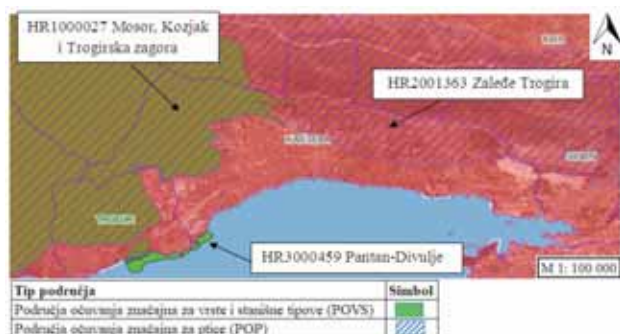 HR1000027 Mosor, Kozjak
i Trogirska zagora
N
HR2001363 Zaleđe Trogira
HR3000459 Pantan-Divulje
M 1: 100 000
Tip područja Simbol
Područja očuvanja značajna za vrste i stanišne tipove (POVS)
Područja očuvanja značajna za ptice (POP)